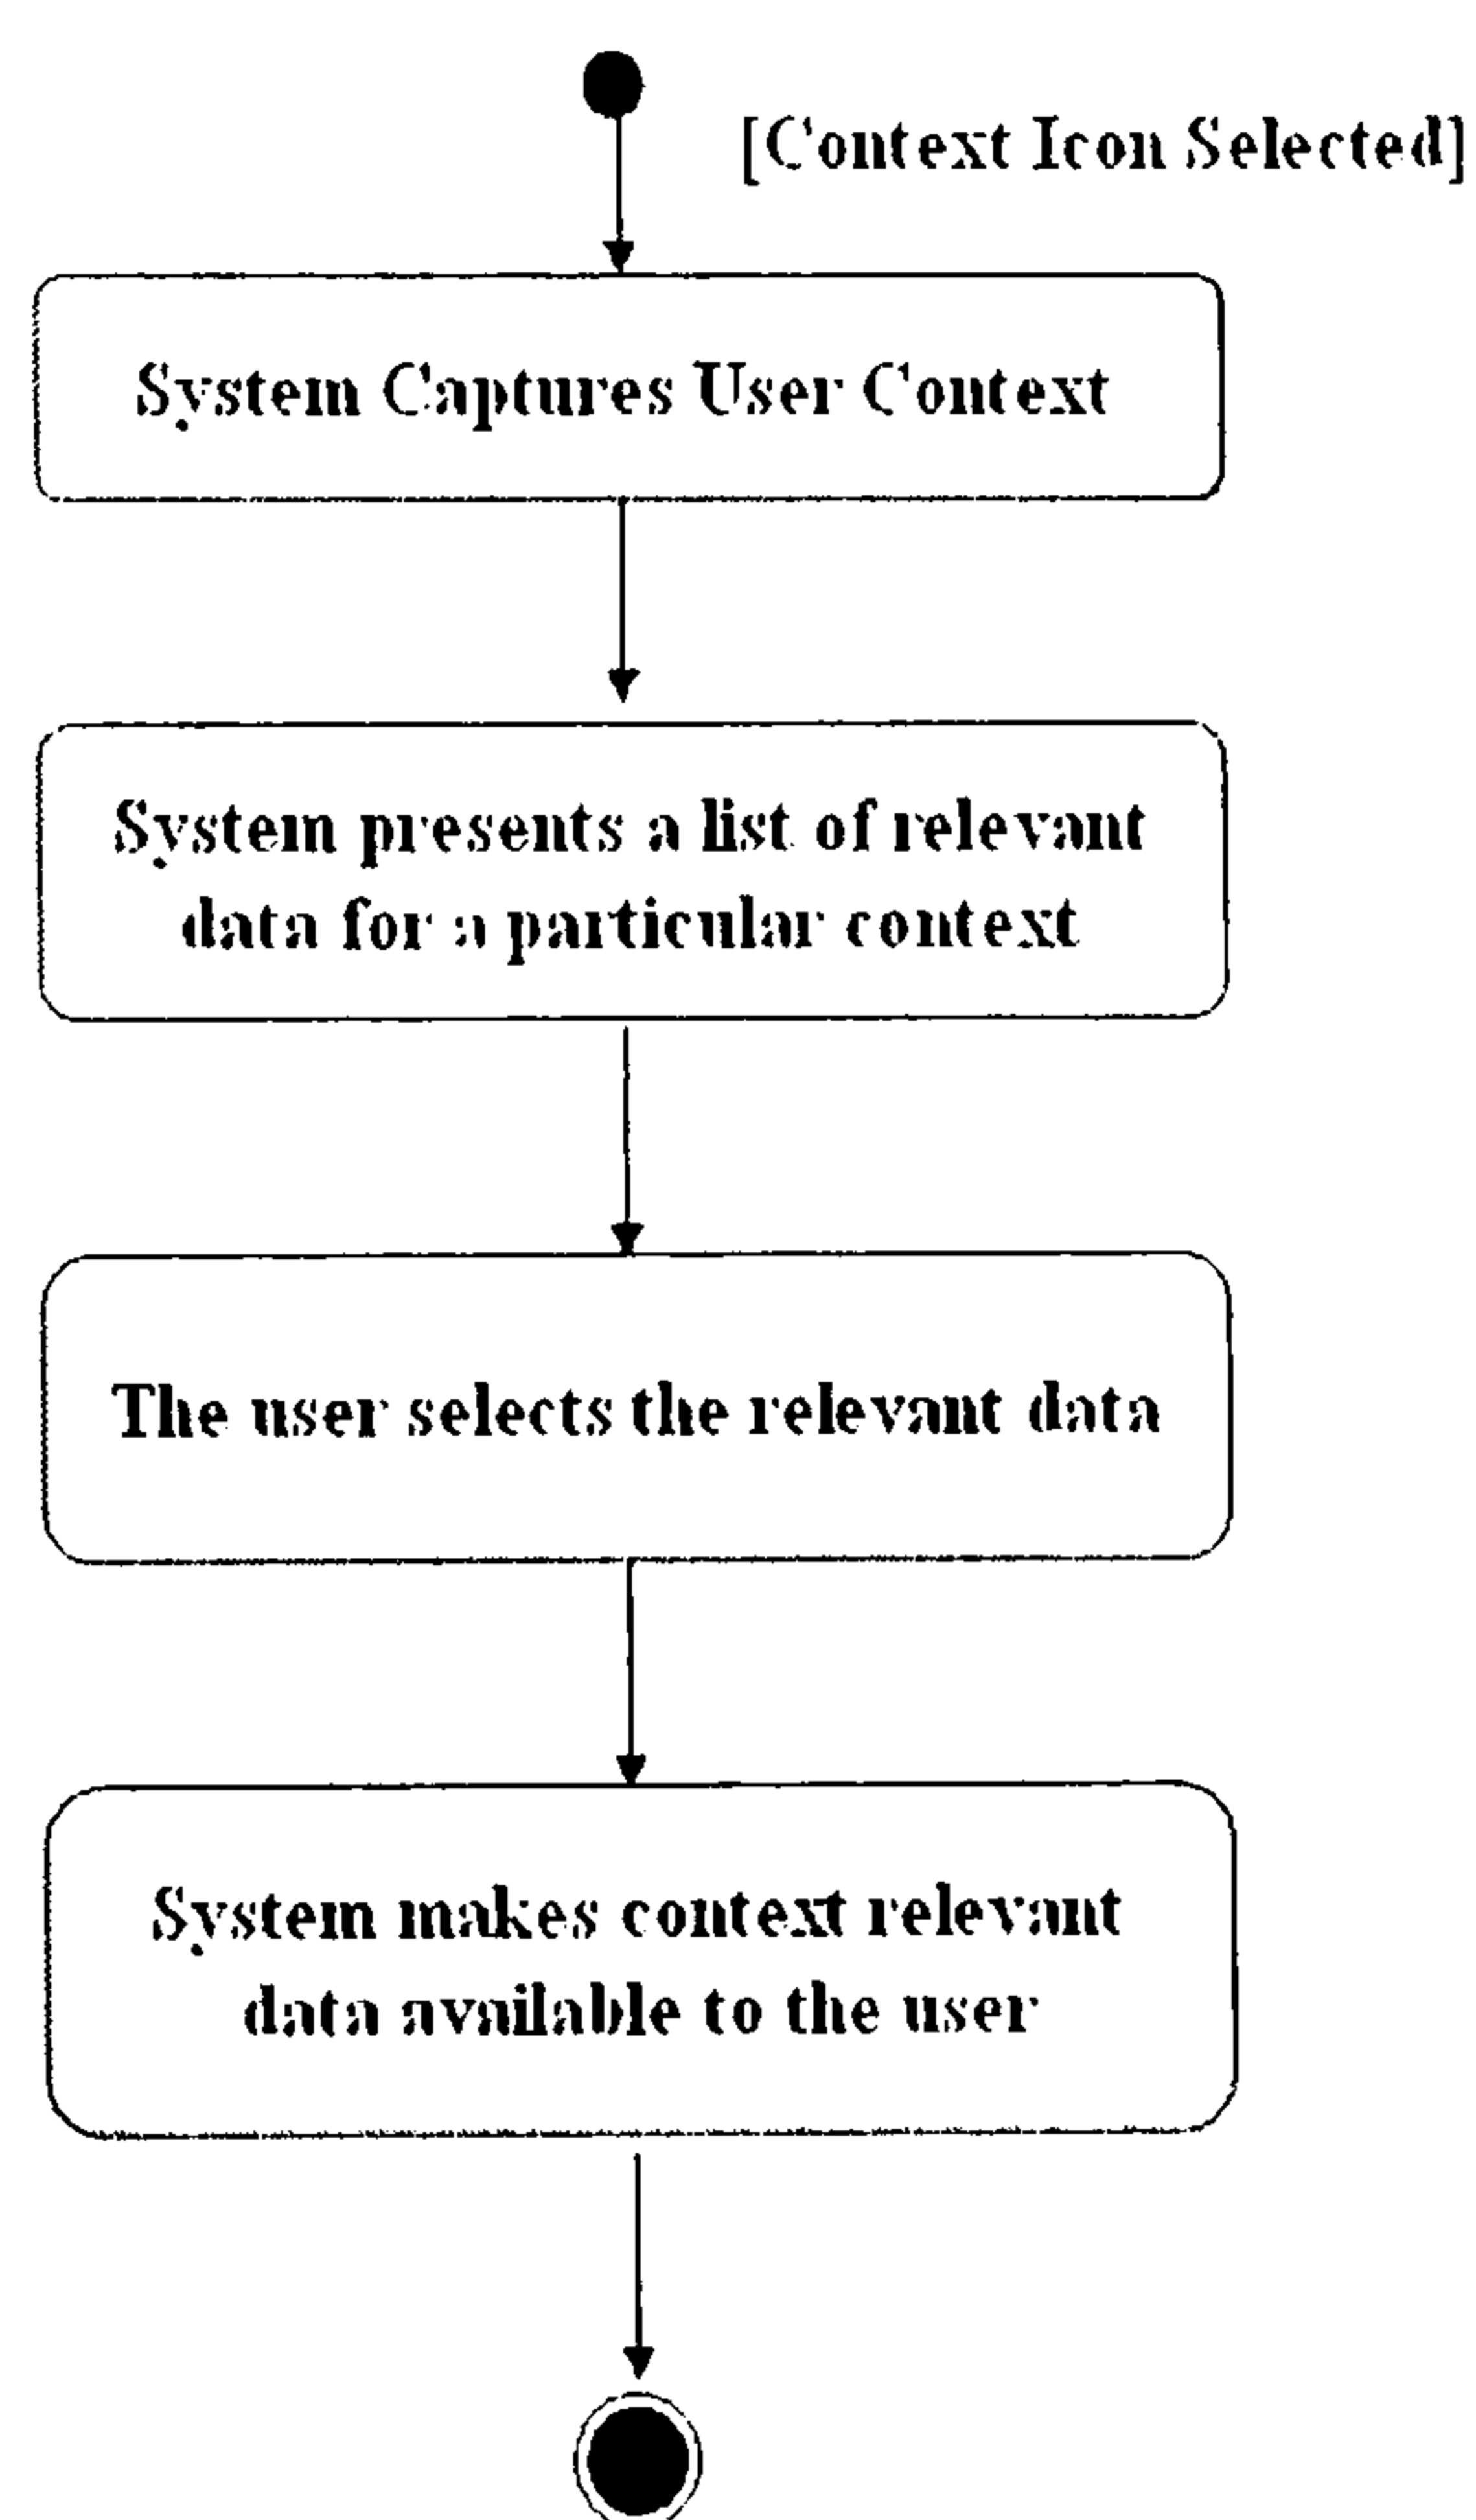 [Context Icon Selected]
System Captures User Context
System presents a list of relevant
data for a particular context
The user selects the relevant data
System makes context relevant
data available to the user